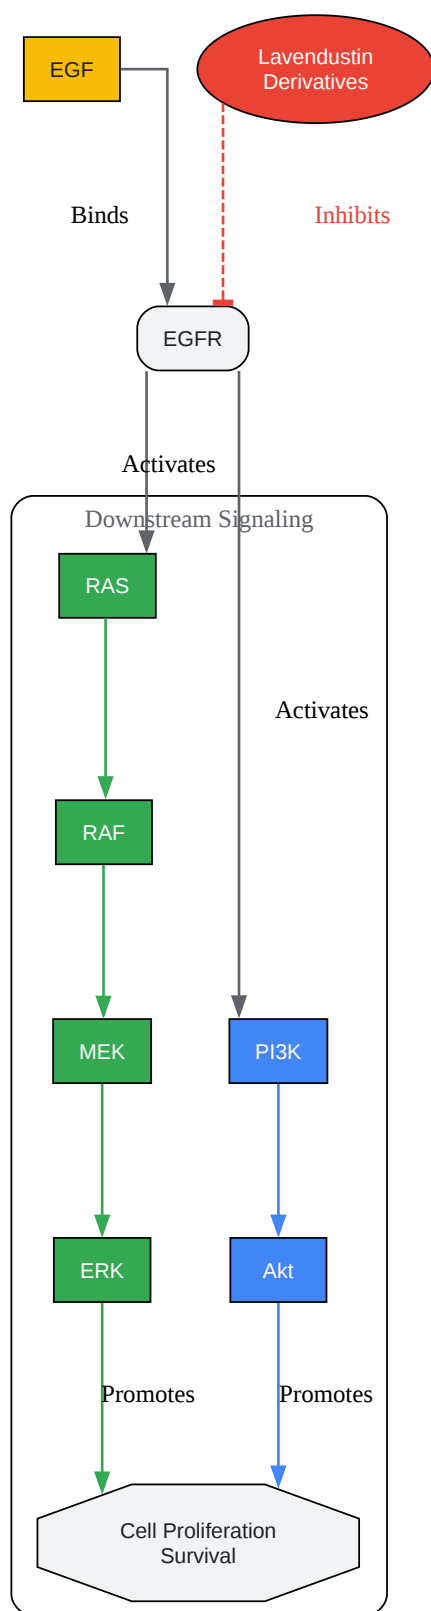 EGF
Lavendustin
Derivatives
Binds
Inhibits
EGFR
Activates
Downstream Signaling
RAS
Activates
RAF
MEK
PI3K
ERK
Akt
Promotes
Promotes
Cell Proliferation
Survival